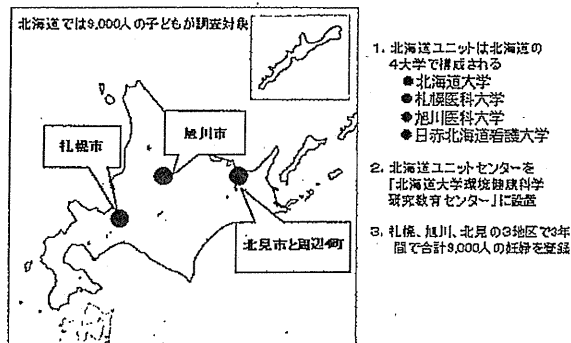 北海道では9,000人の子どもが調査対象
札幌市
旭川市
北見市と周辺4町
1. 北海道ユニットは北海道の
4大学で構成される
●北海道大学
●札幌医科大学
●旭川医科大学
●日赤北海道看護大学
2. 北海道ユニットセンターを
「北海道大学環境健康科学
研究教育センター」に設置
3. 札幌、旭川、北見の3地区で3年
間で合計9,000人の妊婦を登録